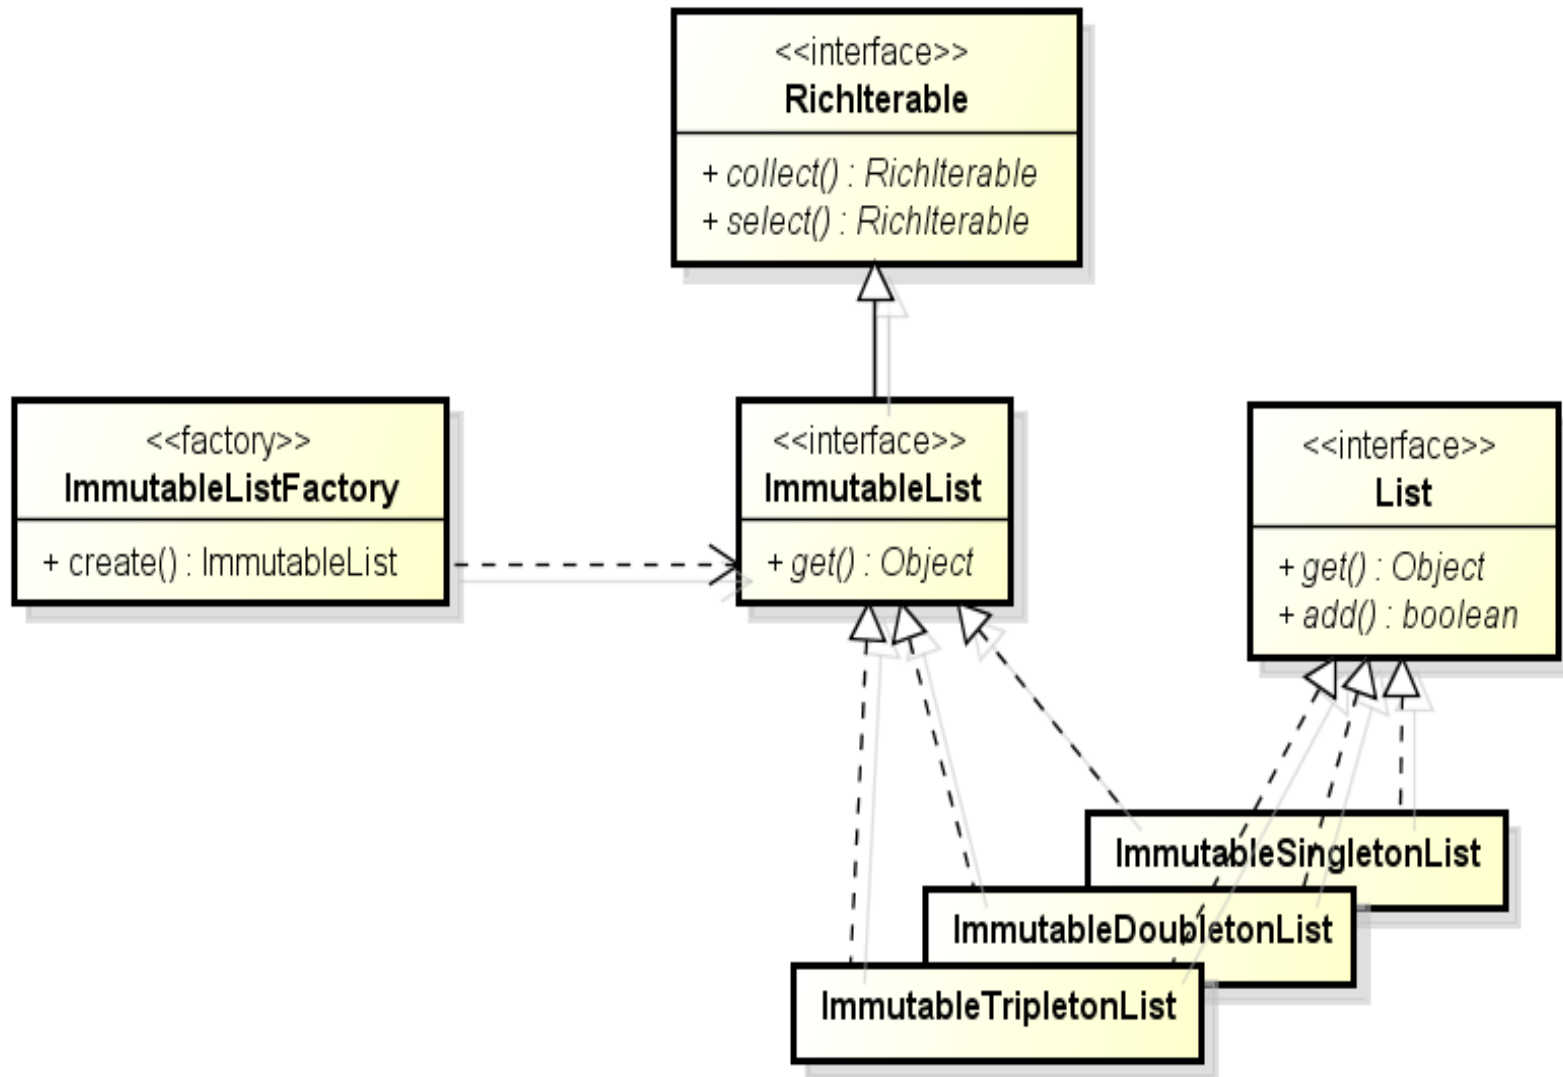 <<interface>>
RichIterable
+ collect() : RichIterable
+ select() : RichIterable
<<factory>>
ImmutableListFactory
+ create() : ImmutableList
<<interface>>
ImmutableList
+ get() : Object
<<interface>>
List
+ get() : Object
+ add() : boolean
ImmutableSingletonList
ImmutableDoubletonList
ImmutableTripletonList